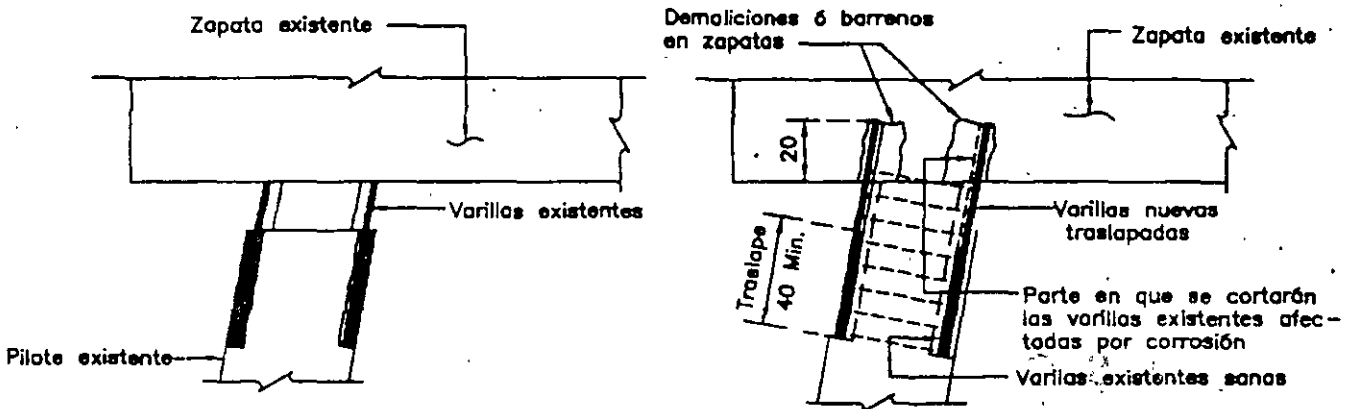 Zapata existente
Varillas existentes
Pilote existente
Demoliciones ó barrenos
en zapatas
Zapata existente
20
Traslape
40 Min.
Varillas nuevas
traslapadas
Parte en que se cortarán
las varillas existentes afec-
tadas por corrosión
Varillas existentes sanas